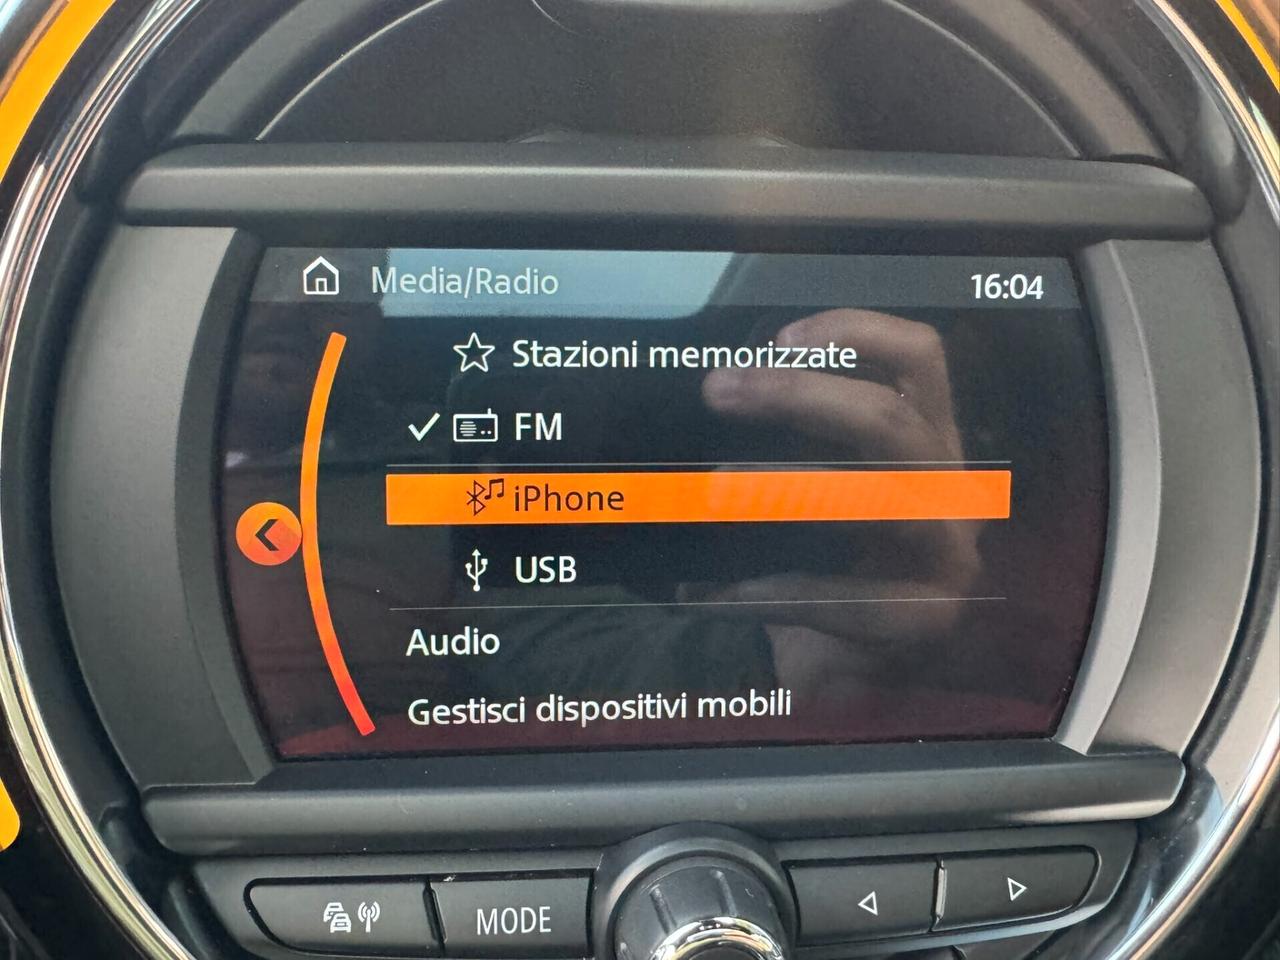 Media/Radio 16:04
Stazioni memorizzate
FM
iPhone
USB
Audio
Gestisci dispositivi mobili
MODE